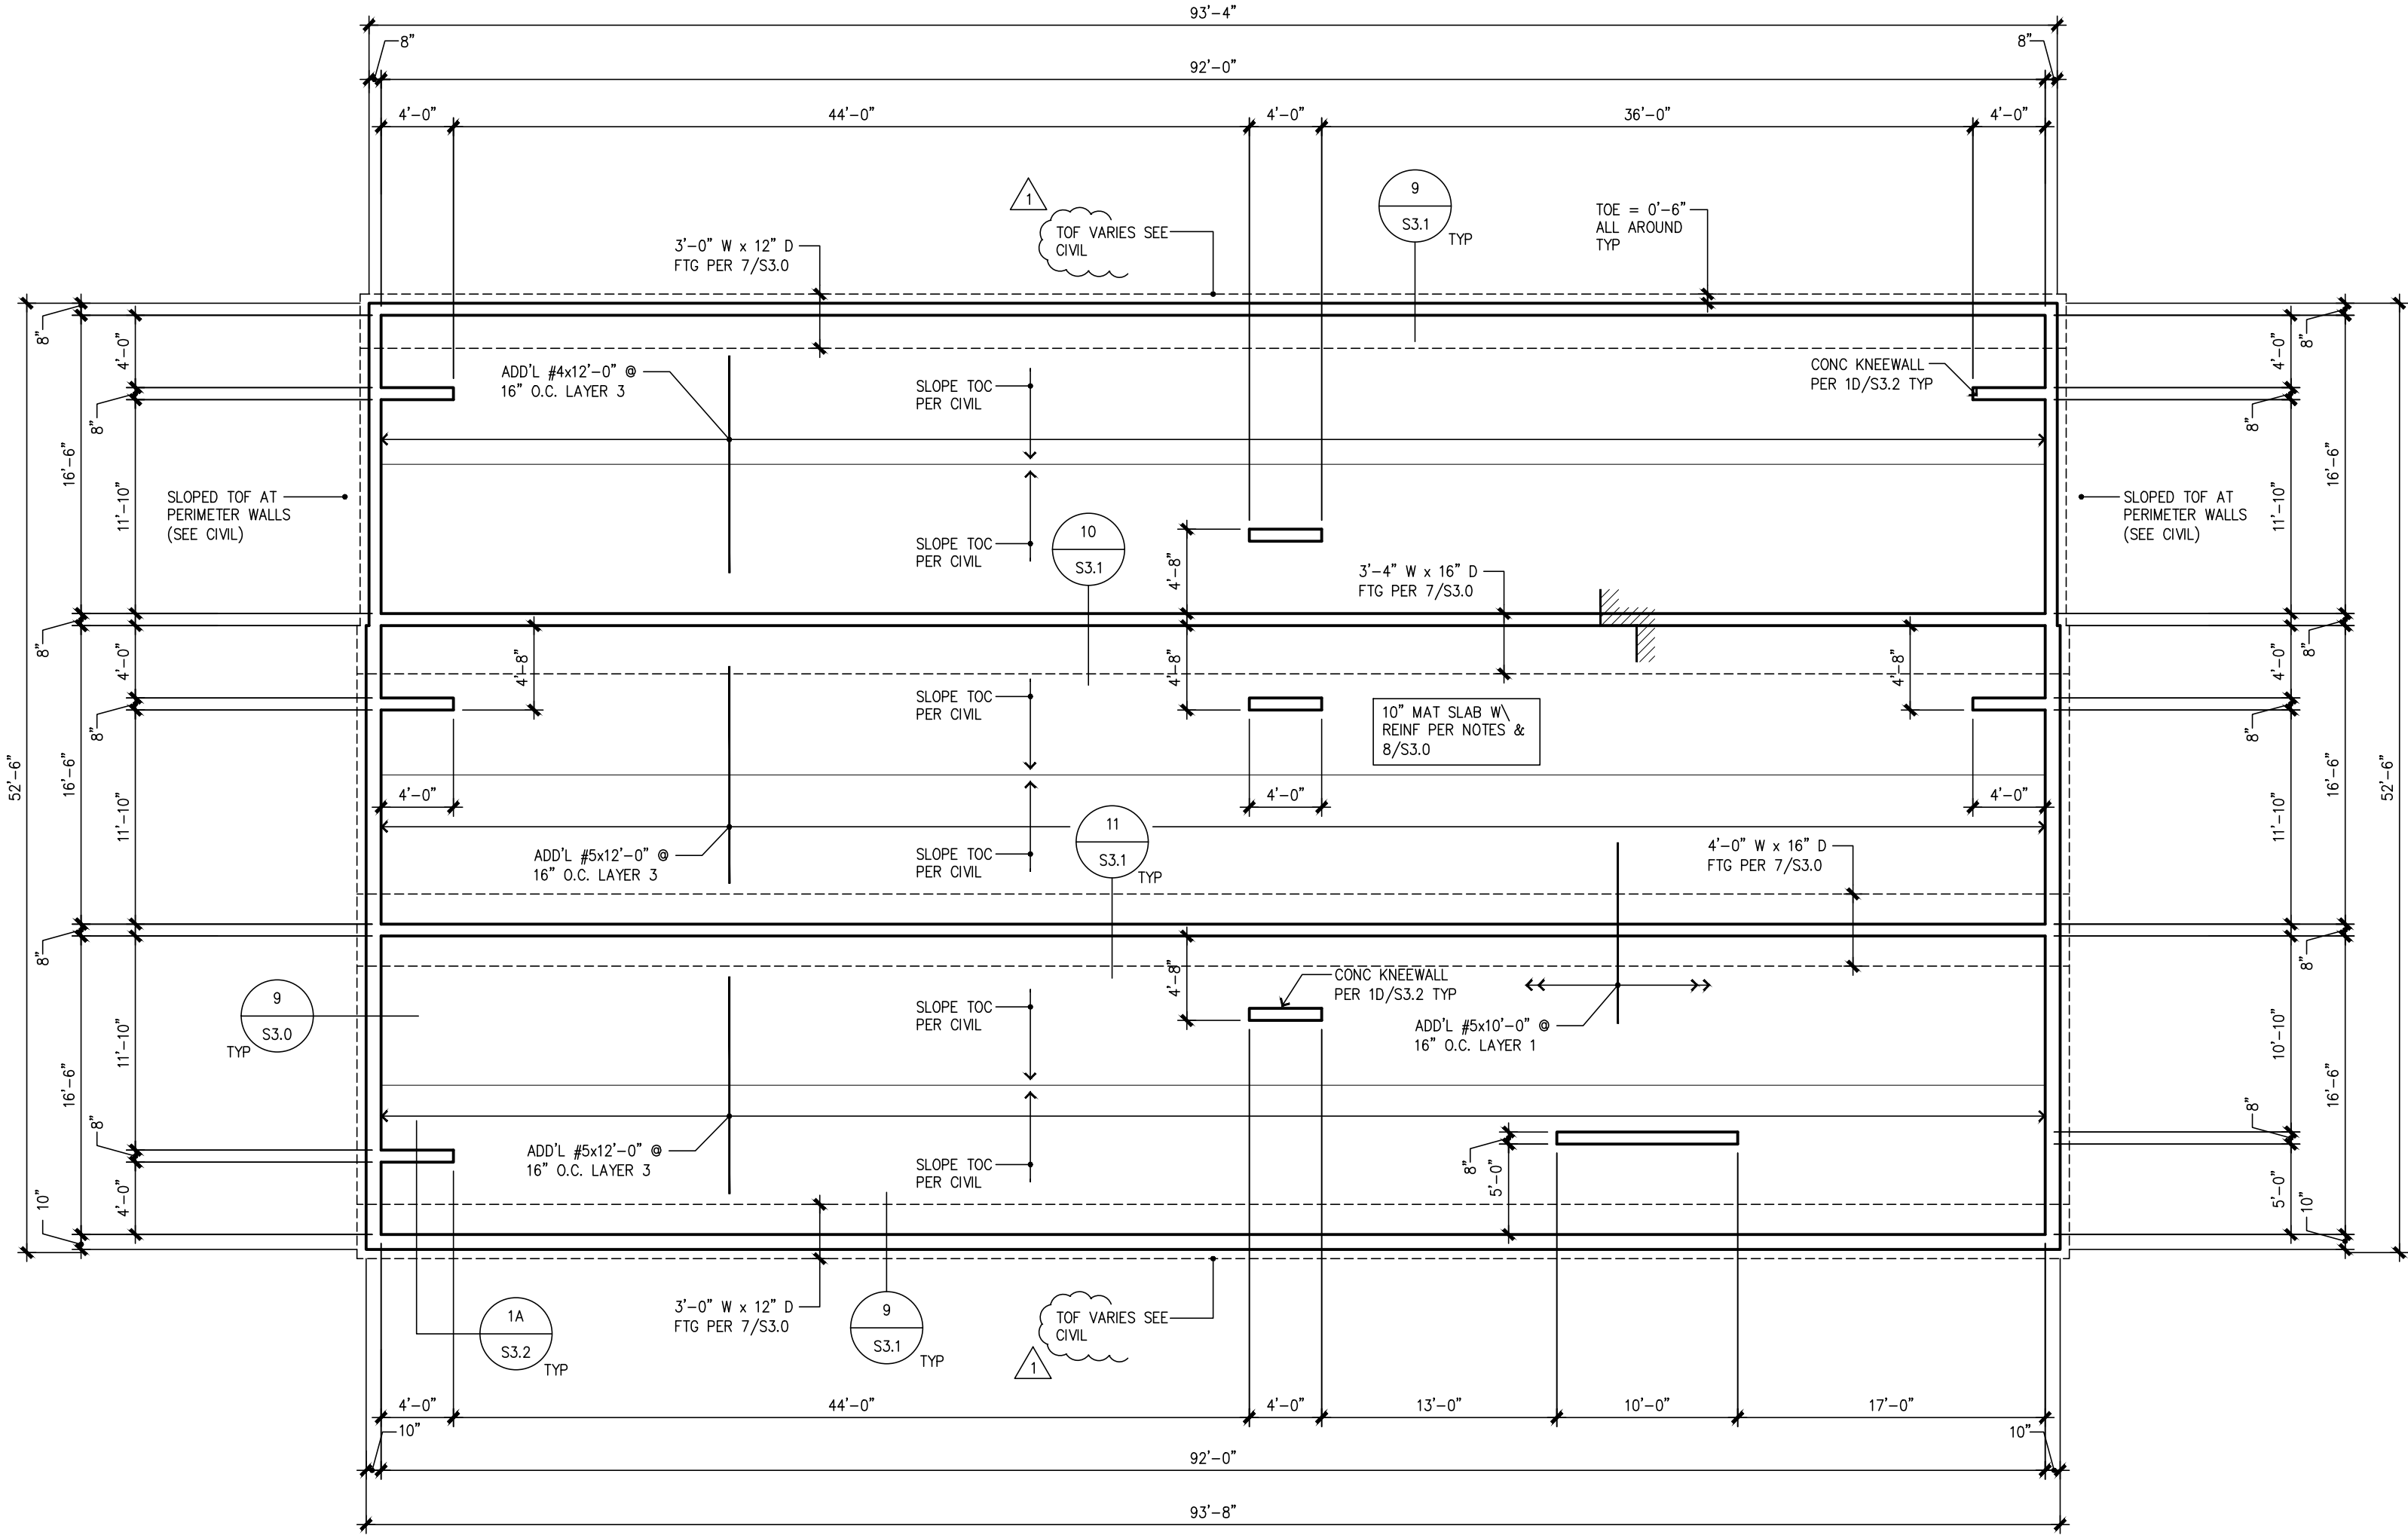 93'-4"
8"
8"
92'-0"
4'-0"
44'-0"
4'-0"
36'-0"
4'-0"
1
TOF VARIES SEE
CIVIL
9
S3.1
TYP
TOE = 0'-6"
ALL AROUND
TYP
3'-0" W x 12" D
FTG PER 7/S3.0
8"
4'-0"
8"
16'-6"
11'-10"
8"
4'-0"
8"
52'-6"
16'-6"
11'-10"
8"
11'-10"
16'-6"
8"
10"
4'-0"
SLOPED TOF AT
PERIMETER WALLS
(SEE CIVIL)
ADD'L #4x12'-0" @
16" O.C. LAYER 3
SLOPE TOC
PER CIVIL
CONC KNEEWALL
PER 1D/S3.2 TYP
SLOPE TOC
PER CIVIL
10
S3.1
4'-8"
3'-4" W x 16" D
FTG PER 7/S3.0
4'-8"
4'-8"
4'-8"
SLOPE TOC
PER CIVIL
10" MAT SLAB W\
REINF PER NOTES &
8/S3.0
4'-0"
4'-0"
4'-0"
ADD'L #5x12'-0" @
16" O.C. LAYER 3
SLOPE TOC
PER CIVIL
11
S3.1
TYP
4'-0" W x 16" D
FTG PER 7/S3.0
9
S3.0
TYP
SLOPE TOC
PER CIVIL
4'-8"
CONC KNEEWALL
PER 1D/S3.2 TYP
ADD'L #5x10'-0" @
16" O.C. LAYER 1
ADD'L #5x12'-0" @
16" O.C. LAYER 3
SLOPE TOC
PER CIVIL
8"
5'-0"
4'-0"
8"
8"
16'-6"
11'-10"
SLOPED TOF AT
PERIMETER WALLS
(SEE CIVIL)
4'-0"
8"
8"
16'-6"
11'-10"
52'-6"
8"
10'-10"
16'-6"
8"
5'-0"
10"
1A
S3.2
TYP
3'-0" W x 12" D
FTG PER 7/S3.0
9
S3.1
TYP
TOF VARIES SEE
CIVIL
1
4'-0"
44'-0"
4'-0"
13'-0"
10'-0"
17'-0"
10"
10"
92'-0"
93'-8"